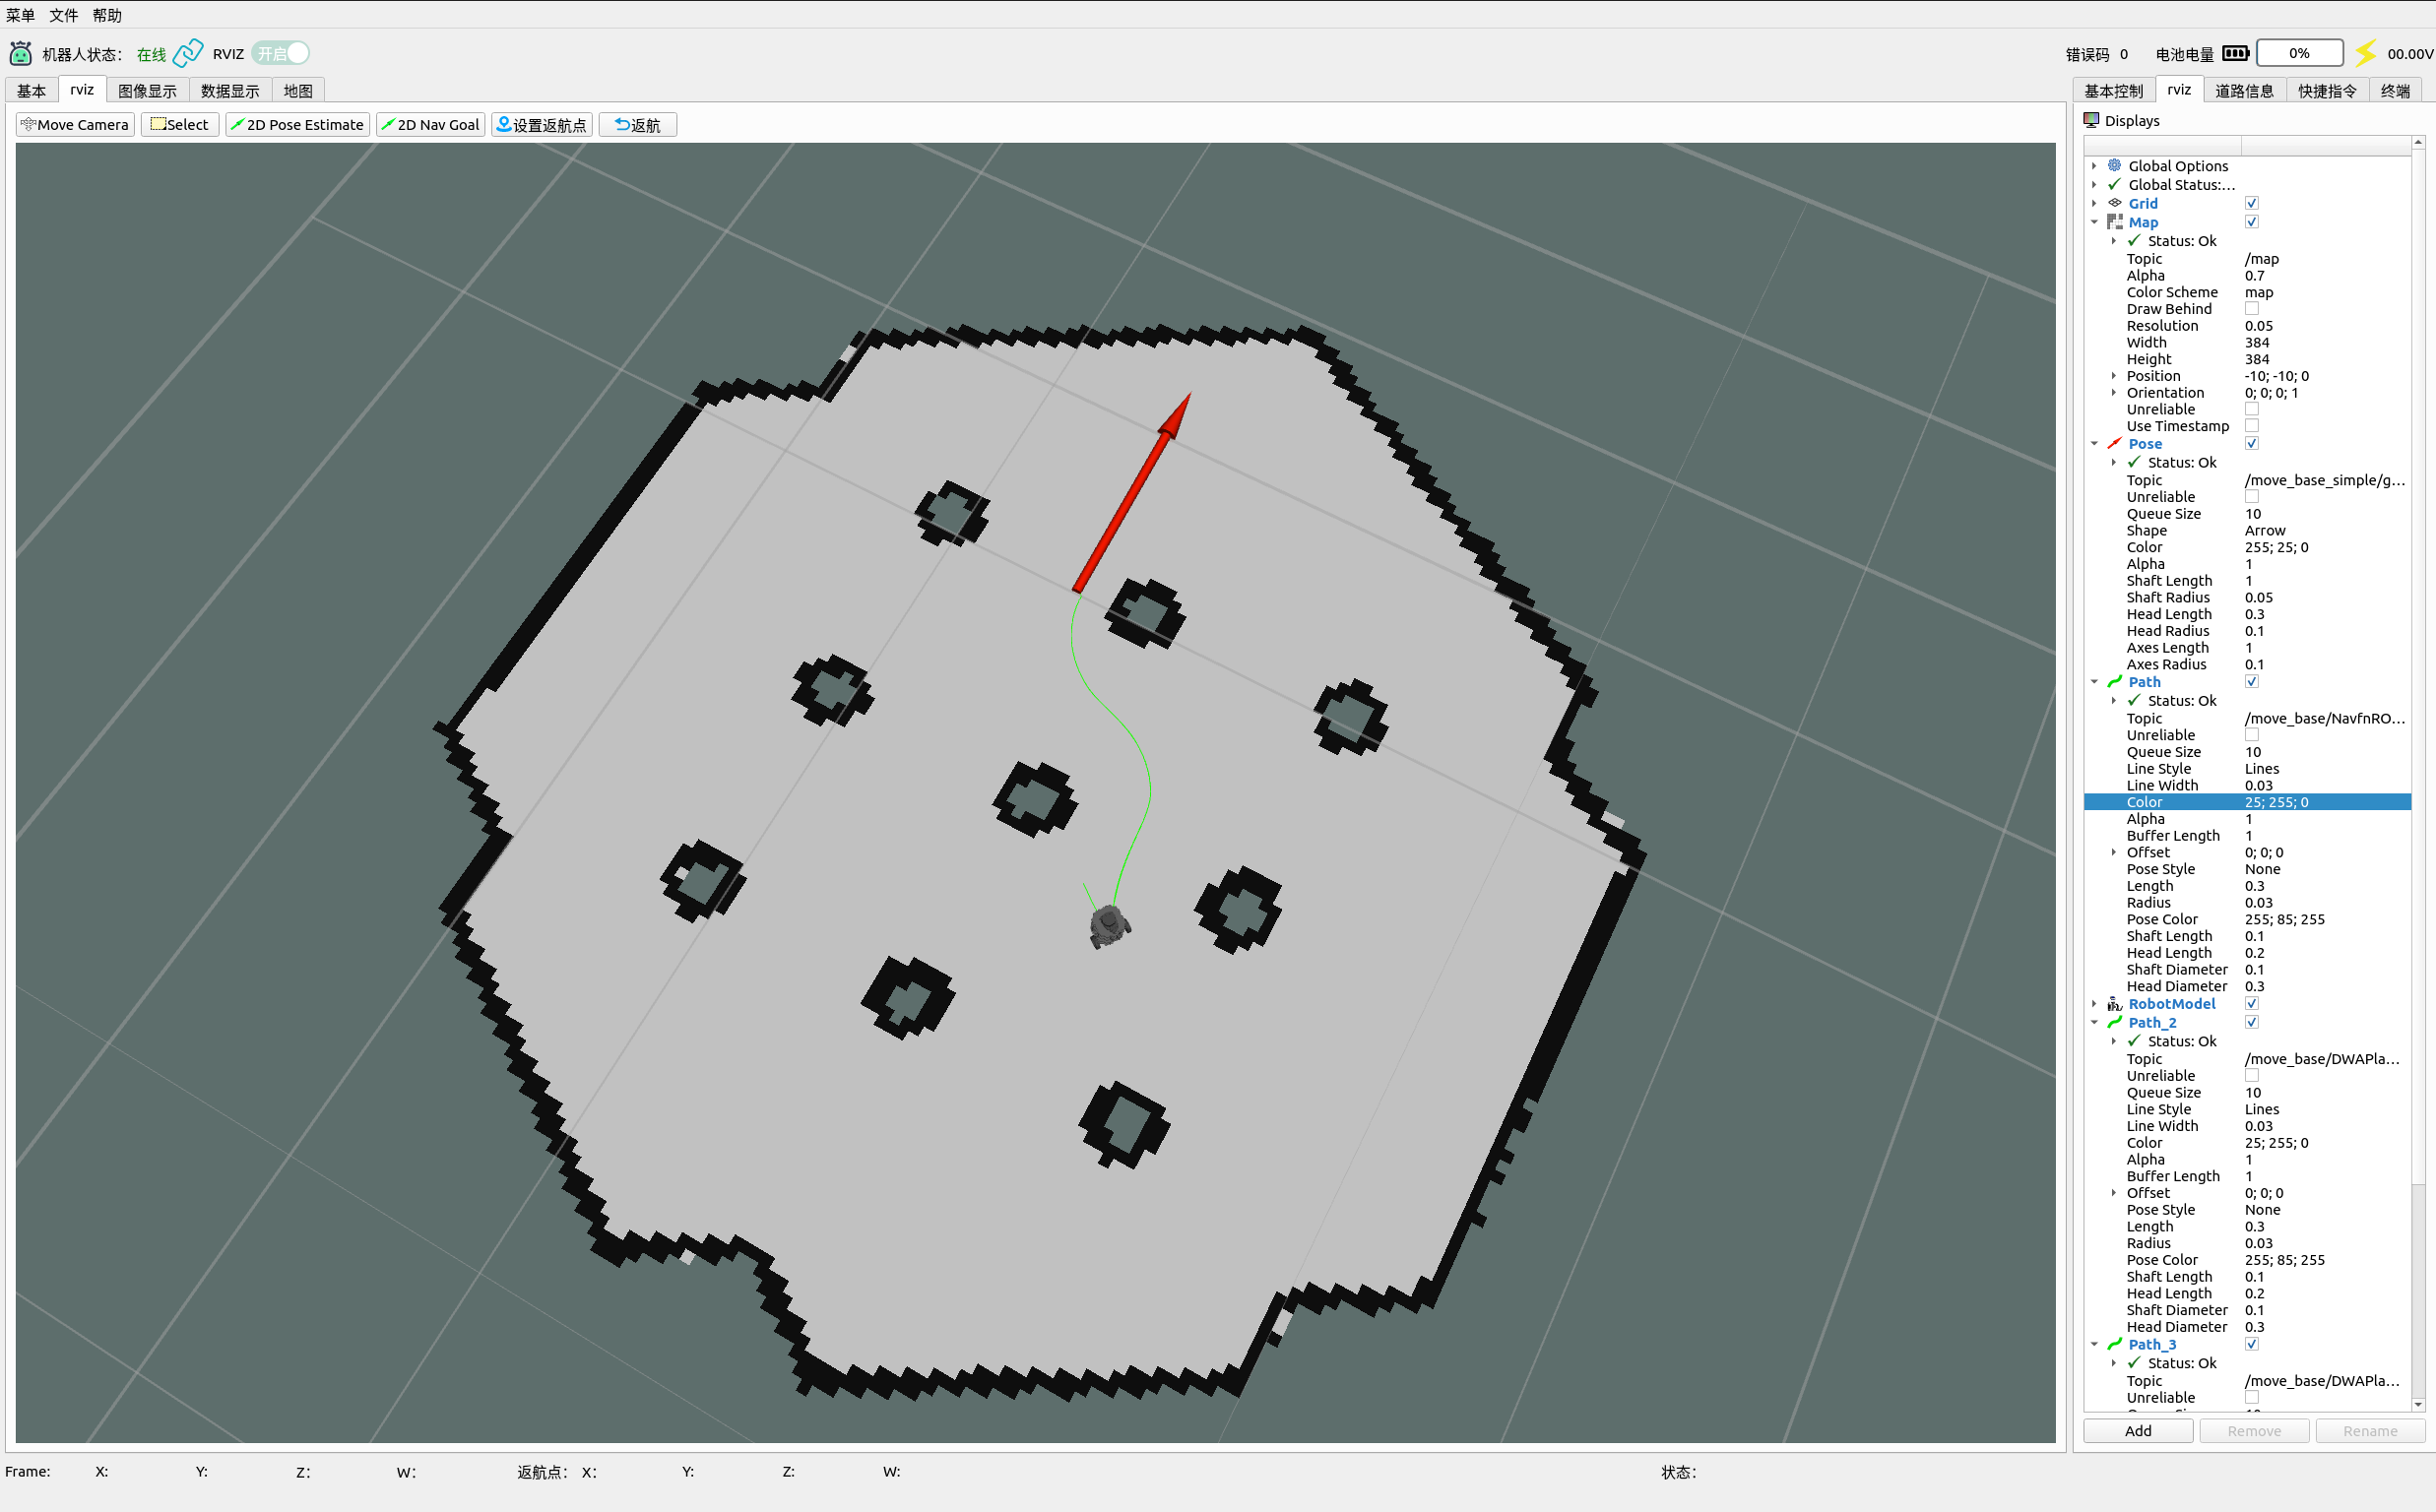 菜单 文件 帮助
机器人状态： 在线 RVIZ 开启 错误码 0 电池电量 0% 00.00V
基本 rviz 图像显示 数据显示 地图
基本控制 rviz 道路信息 快捷指令 终端
Move Camera Select 2D Pose Estimate 2D Nav Goal 设置返航点 返航
Displays
Global Options
Global Status:...
Grid
Map
Status: Ok
Topic /map
Alpha 0.7
Color Scheme map
Draw Behind
Resolution 0.05
Width 384
Height 384
Position -10; -10; 0
Orientation 0; 0; 0; 1
Unreliable
Use Timestamp
Pose
Status: Ok
Topic /move_base_simple/g...
Unreliable
Queue Size 10
Shape Arrow
Color 255; 25; 0
Alpha 1
Shaft Length 1
Shaft Radius 0.05
Head Length 0.3
Head Radius 0.1
Axes Length 1
Axes Radius 0.1
Path
Status: Ok
Topic /move_base/NavfnRO...
Unreliable
Queue Size 10
Line Style Lines
Line Width 0.03
Color 25; 255; 0
Alpha 1
Buffer Length 1
Offset 0; 0; 0
Pose Style None
Length 0.3
Radius 0.03
Pose Color 255; 85; 255
Shaft Length 0.1
Head Length 0.2
Shaft Diameter 0.1
Head Diameter 0.3
RobotModel
Path_2
Status: Ok
Topic /move_base/DWAPla...
Unreliable
Queue Size 10
Line Style Lines
Line Width 0.03
Color 25; 255; 0
Alpha 1
Buffer Length 1
Offset 0; 0; 0
Pose Style None
Length 0.3
Radius 0.03
Pose Color 255; 85; 255
Shaft Length 0.1
Head Length 0.2
Shaft Diameter 0.1
Head Diameter 0.3
Path_3
Status: Ok
Topic /move_base/DWAPla...
Unreliable
Add Remove Rename
Frame: X: Y: Z: W: 返航点： X: Y: Z: W: 状态：